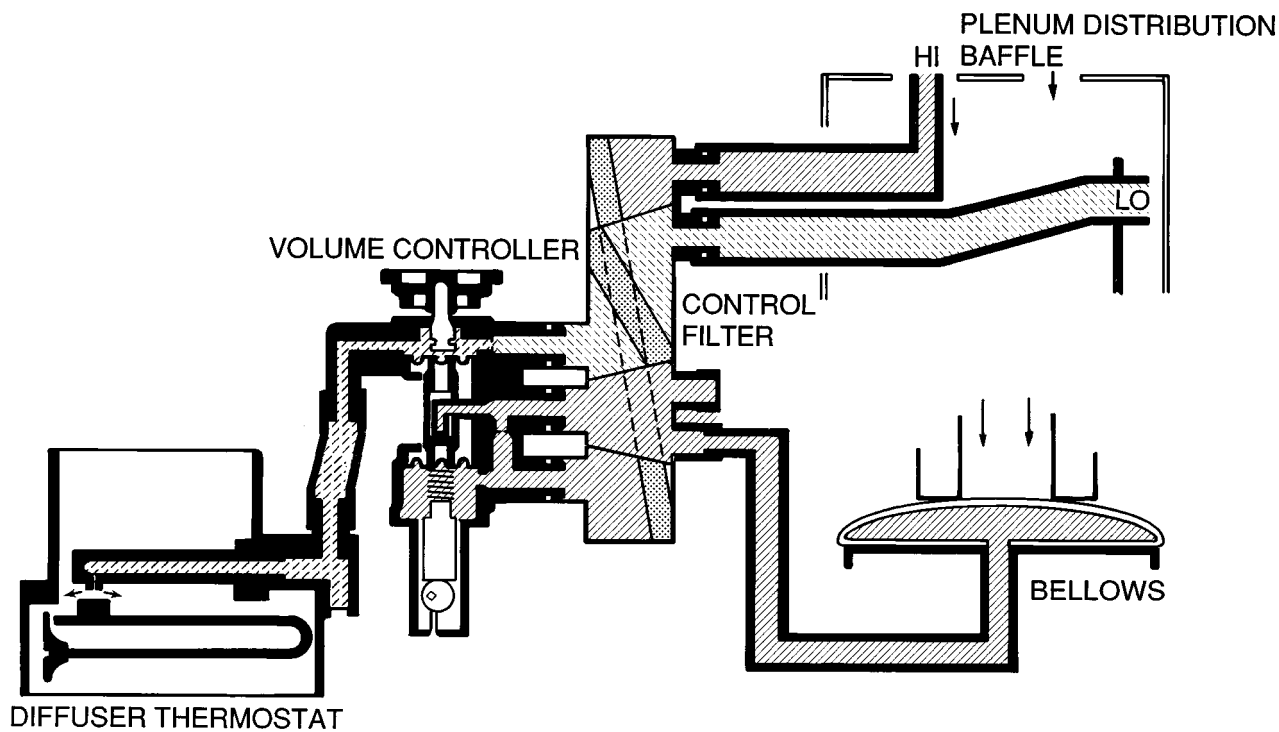 PLENUM DISTRIBUTION
HI BAFFLE
LO
VOLUME CONTROLLER
CONTROL
FILTER
BELLOWS
DIFFUSER THERMOSTAT